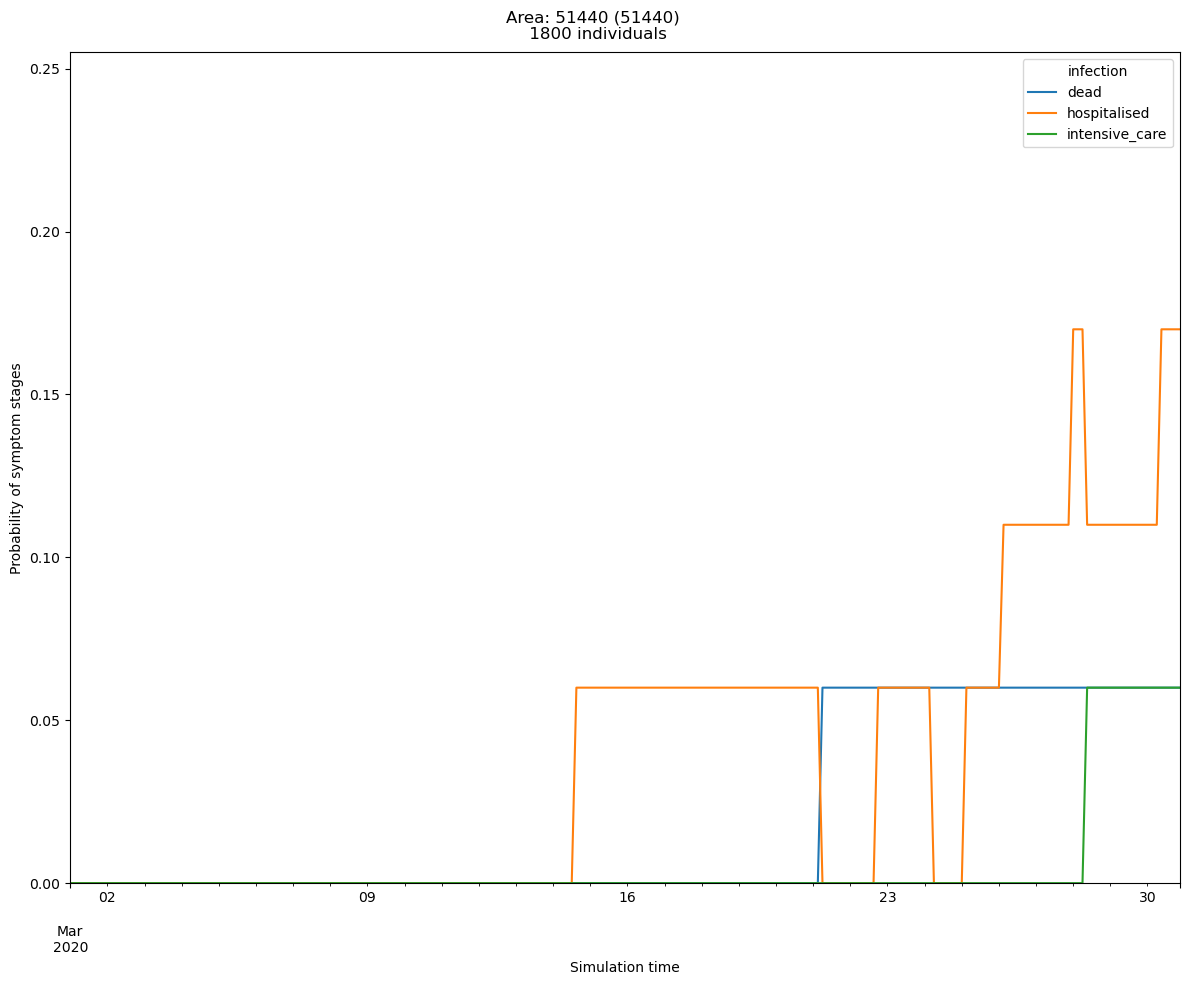 Area: 51440 (51440)
1800 individuals
infection
dead
hospitalised
intensive_care
0.25
0.20
0.15
0.10
0.05
0.00
Probability of symptom stages
02
09
16
23
30
Mar
2020
Simulation time